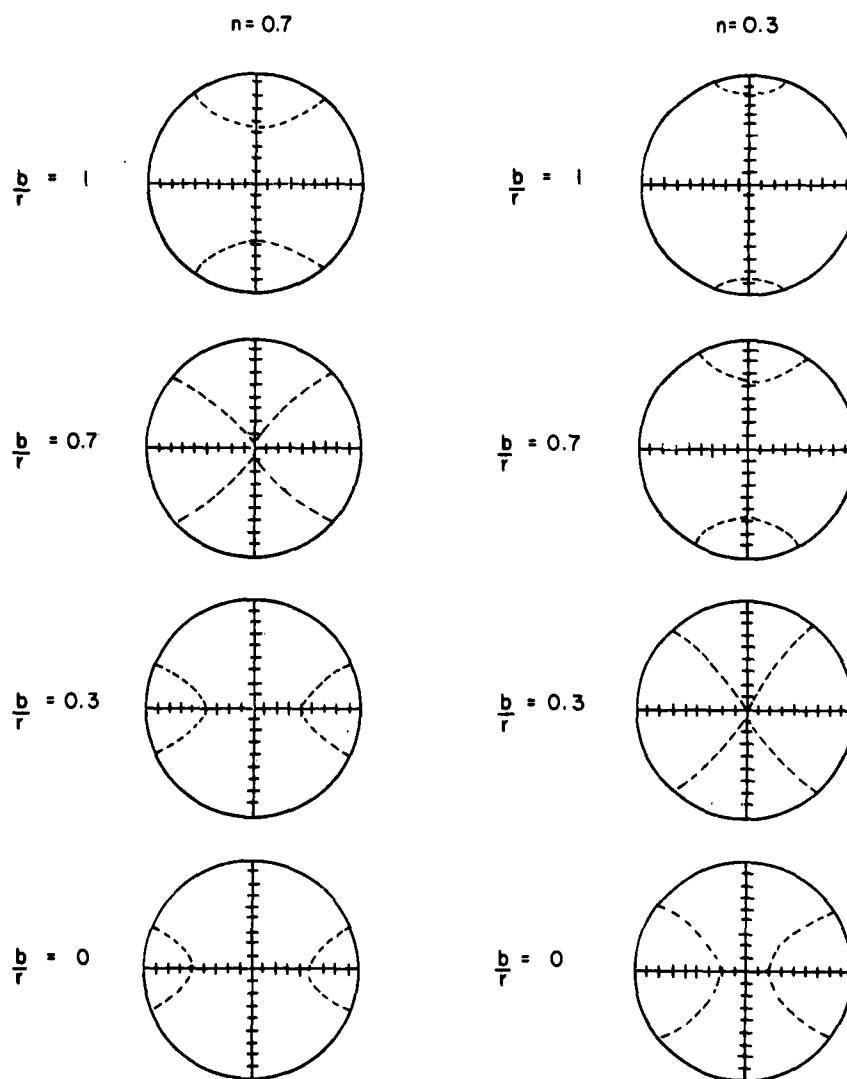 n = 0.7 n = 0.3
b/r = 1 b/r = 1
b/r = 0.7 b/r = 0.7
b/r = 0.3 b/r = 0.3
b/r = 0 b/r = 0